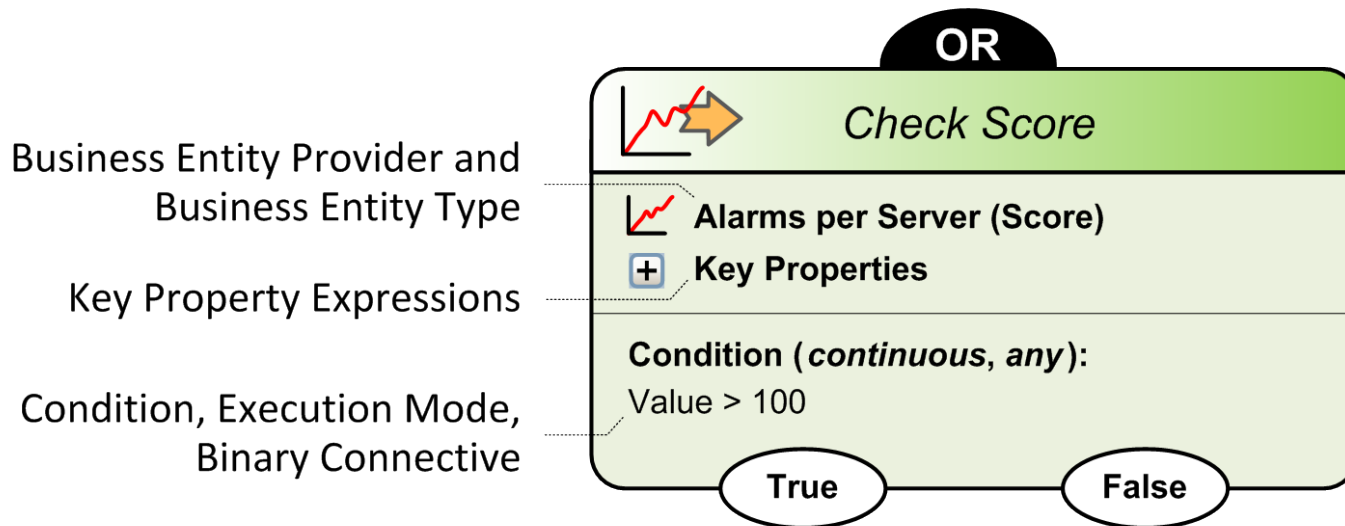 OR
Check Score
Business Entity Provider and
Business Entity Type
Alarms per Server (Score)
Key Properties
Key Property Expressions
Condition (continuous, any):
Value > 100
Condition, Execution Mode,
Binary Connective
True
False